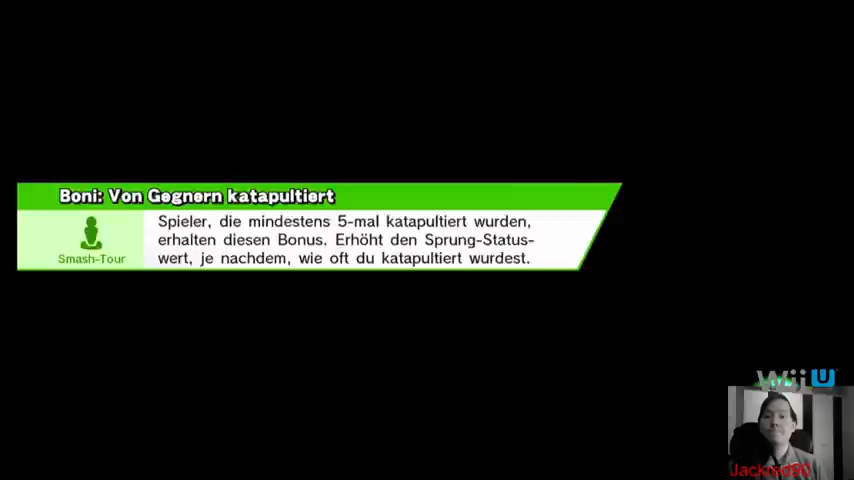 Boni: Von Gegnern katapultiert
Spieler, die mindestens 5-mal katapultiert wurden,
erhalten diesen Bonus. Erhöht den Sprung-Status-
wert, je nachdem, wie oft du katapultiert wurdest.
Smash-Tour
Wii U
Jackred90